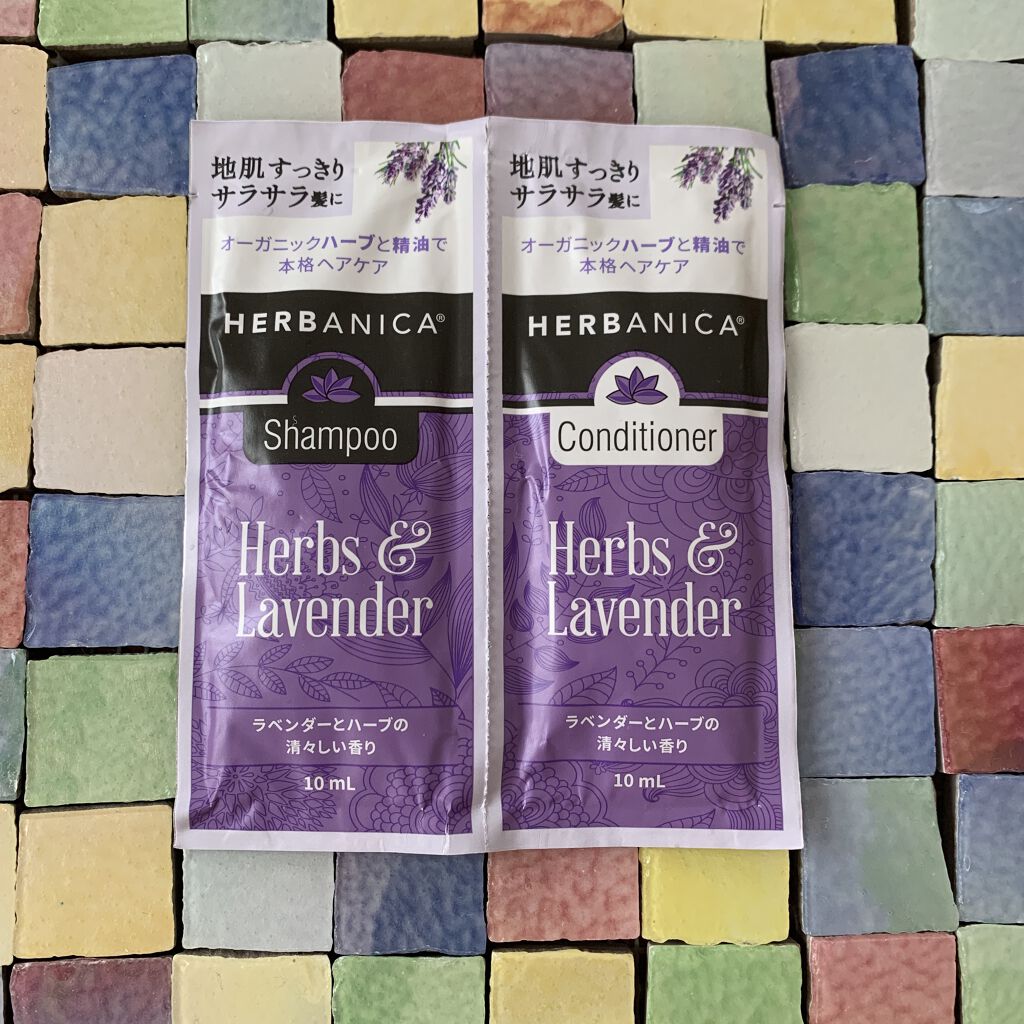 地肌すっきり
サラサラ髪に
オーガニックハーブと精油で
本格ヘアケア
HERBANICA®
Shampoo
Herbs &
Lavender
ラベンダーとハーブの
清々しい香り
10 mL
地肌すっきり
サラサラ髪に
オーガニックハーブと精油で
本格ヘアケア
HERBANICA®
Conditioner
Herbs &
Lavender
ラベンダーとハーブの
清々しい香り
10 mL